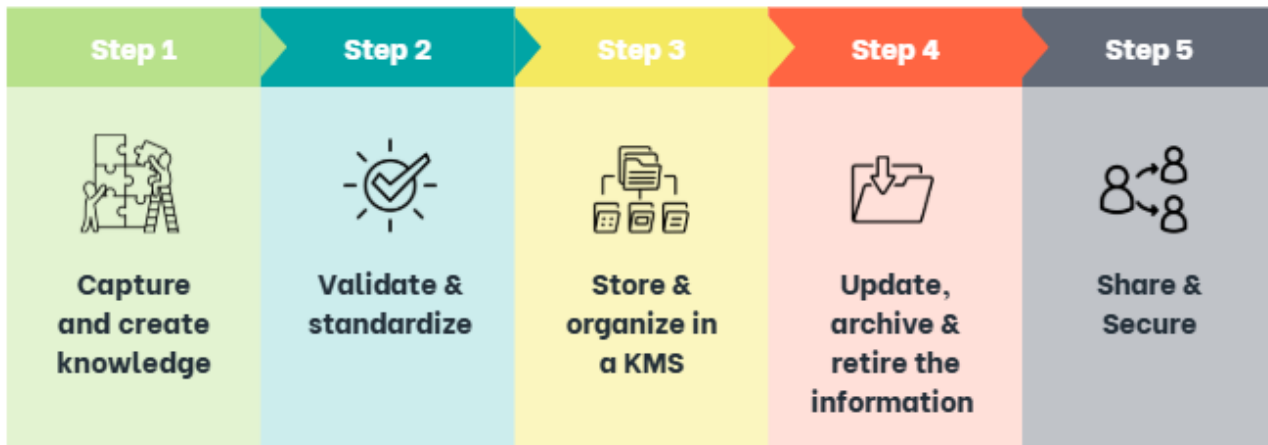 Step 1
Step 2
Step 3
Step 4
Step 5
Capture
and create
knowledge
Validate &
standardize
Store &
organize in
a KMS
Update,
archive &
retire the
information
Share &
Secure